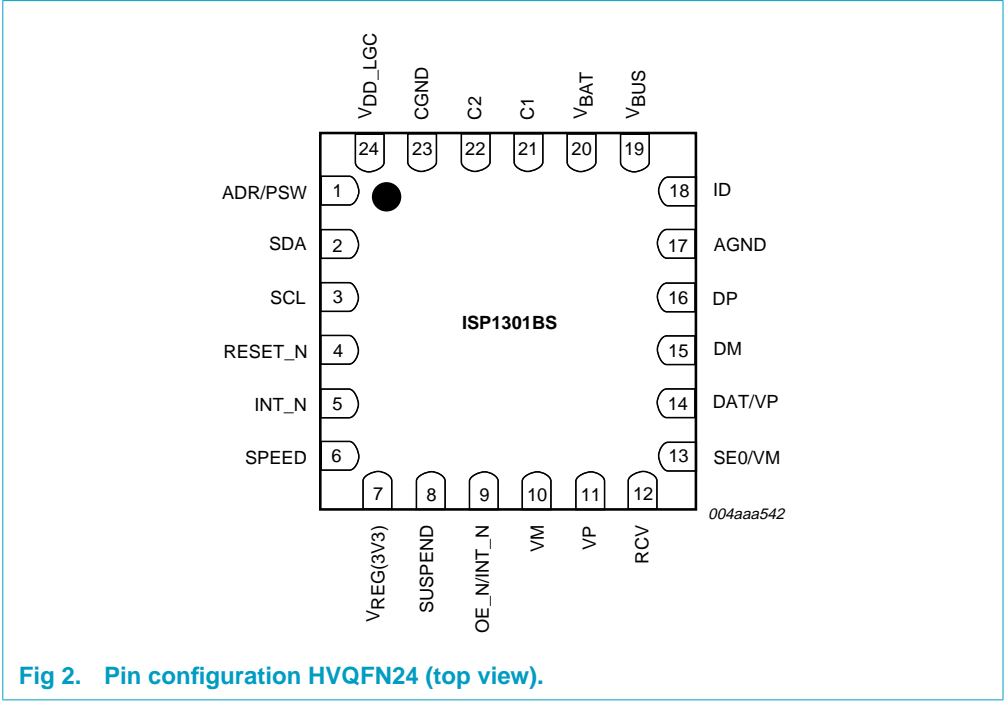 VDD_LGC
CGND
C2
C1
VBAT
VBUS
24
23
22
21
20
19
ADR/PSW 1
18 ID
SDA 2
17 AGND
SCL 3
16 DP
ISP1301BS
RESET_N 4
15 DM
INT_N 5
14 DAT/VP
SPEED 6
13 SE0/VM
7
8
9
10
11
12
004aaa542
VREG(3V3)
SUSPEND
OE_N/INT_N
VM
VP
RCV
Fig 2. Pin configuration HVQFN24 (top view).